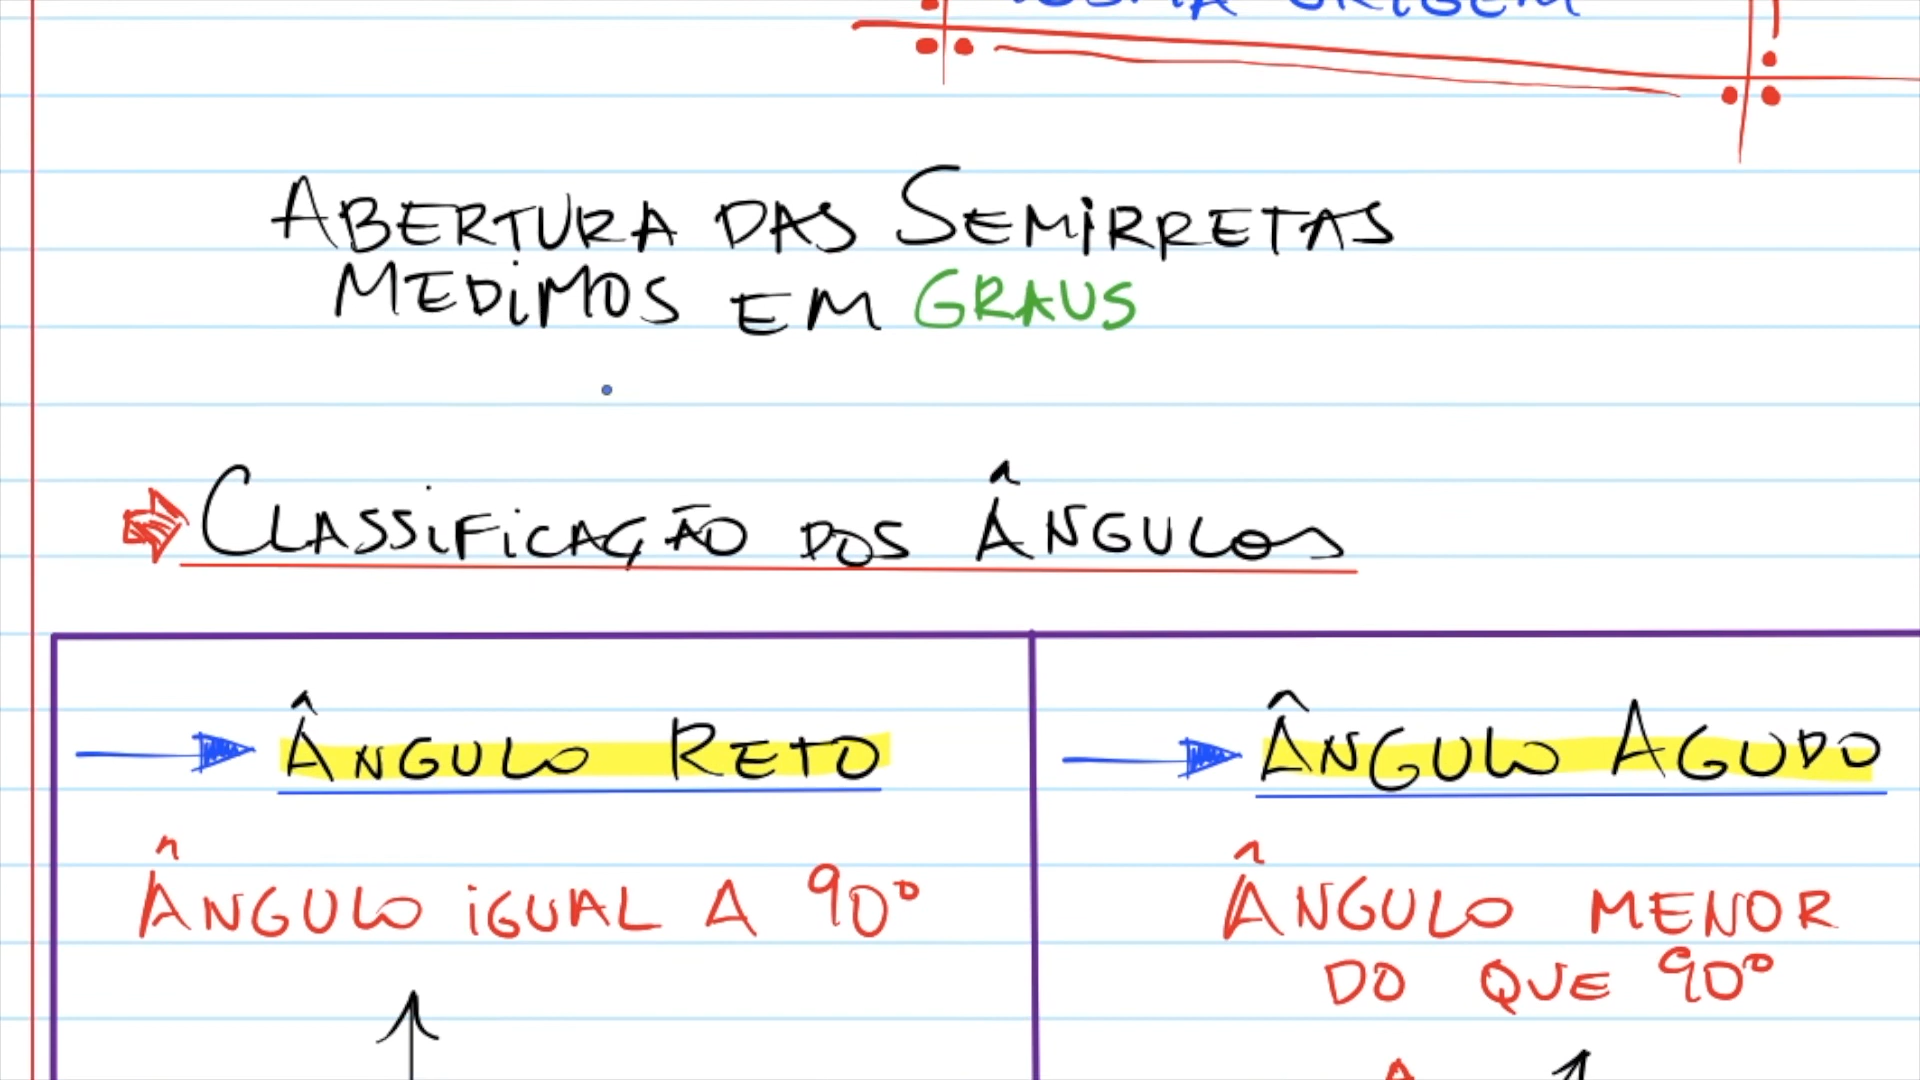 ORIGEM
ABERTURA DAS SEMIRRETAS
MEDIMOS EM GRAUS
CLASSIFICAÇÃO DOS ÂNGULOS
ÂNGULO RETO
ÂNGULO IGUAL A 90°
ÂNGULO AGUDO
ÂNGULO MENOR
DO QUE 90°